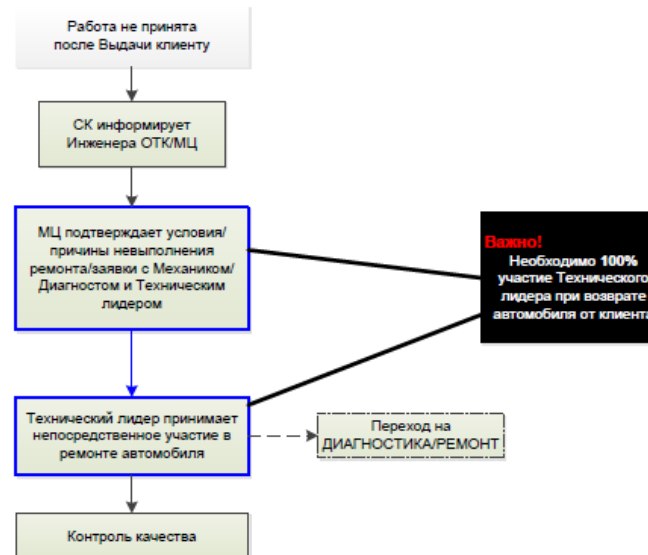 Работа не принята
после Выдачи клиенту
СК информирует
Инженера ОТК/МЦ
МЦ подтверждает условия/
причины невыполнения
ремонта/заявки с Механиком/
Диагностом и Техническим
лидером
Важно!
Необходимо 100%
участие Технического
лидера при возврате
автомобиля от клиента
Технический лидер принимает
непосредственное участие в
ремонте автомобиля
Переход на
ДИАГНОСТИКА/РЕМОНТ
Контроль качества